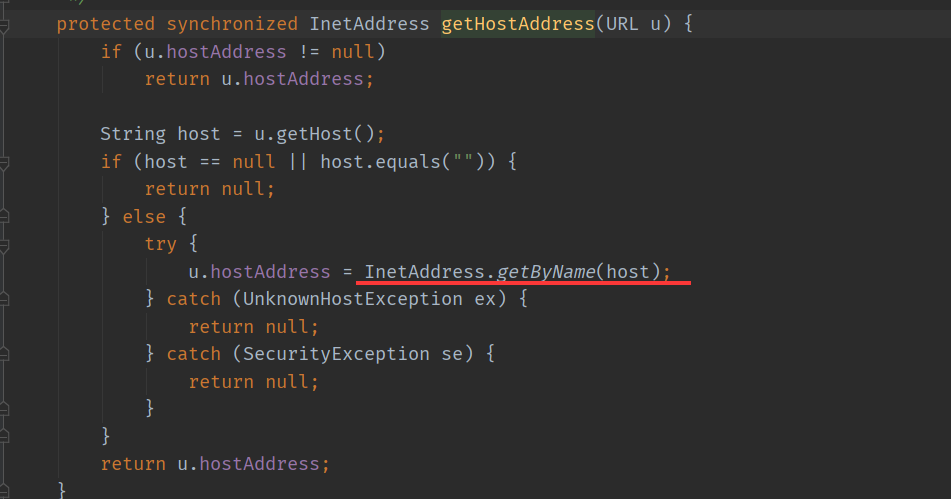 protected synchronized InetAddress getHostAddress(URL u) {
if (u.hostAddress != null)
return u.hostAddress;
String host = u.getHost();
if (host == null || host.equals("")) {
return null;
} else {
try {
u.hostAddress = InetAddress.getByName(host);
} catch (UnknownHostException ex) {
return null;
} catch (SecurityException se) {
return null;
}
}
return u.hostAddress;
}